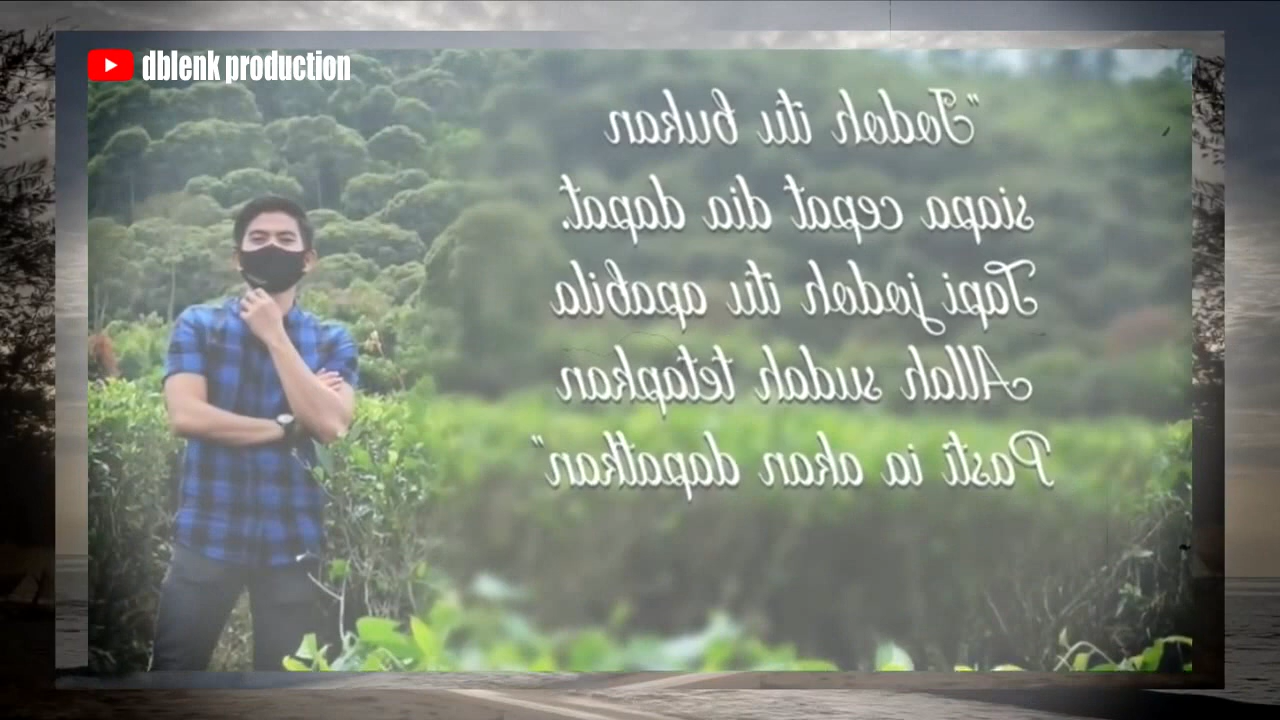 dblenk production
"Jodoh itu bukan
siapa cepat dia dapat.
Tapi jodoh itu apabila
Allah sudah tetapkan
Pasti ia akan dapatkan"